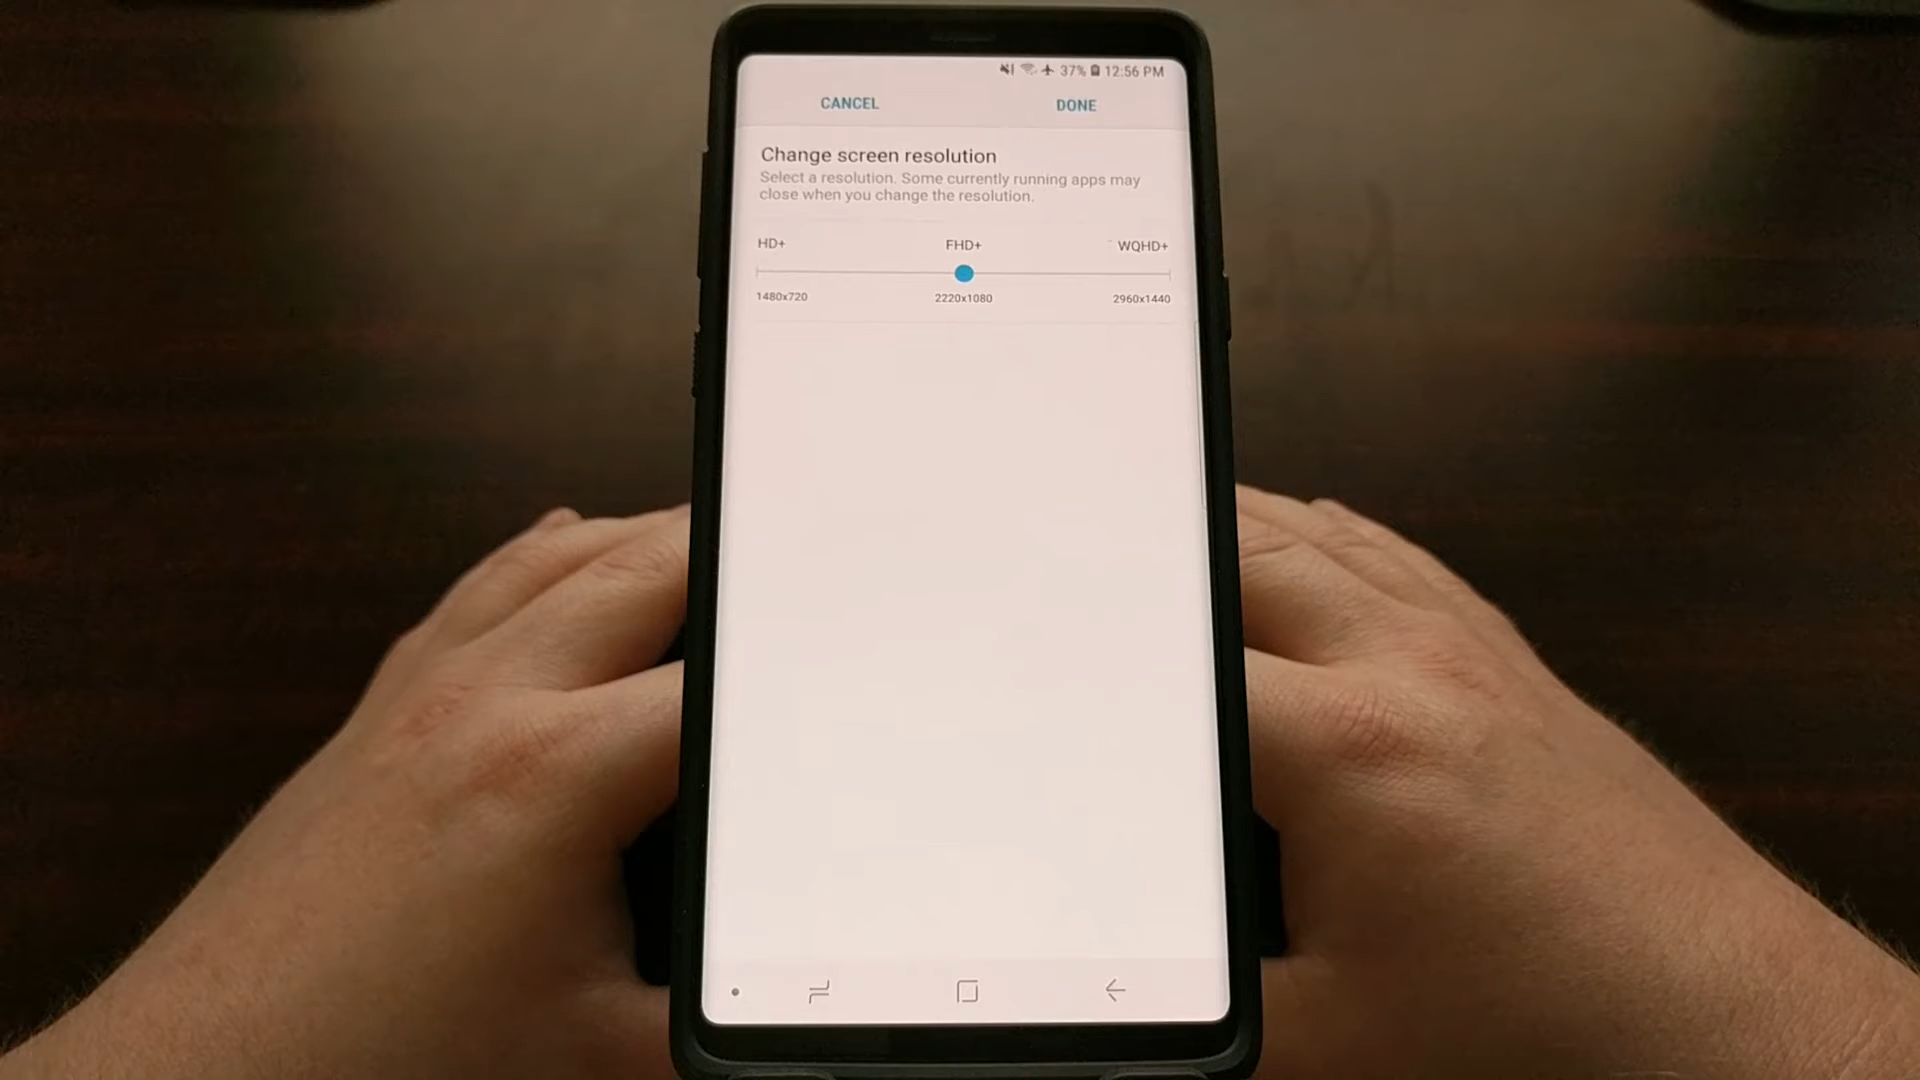 37% 12:56 PM
CANCEL DONE
Change screen resolution
Select a resolution. Some currently running apps may
close when you change the resolution.
HD+ FHD+ WQHD+
1480x720 2220x1080 2960x1440